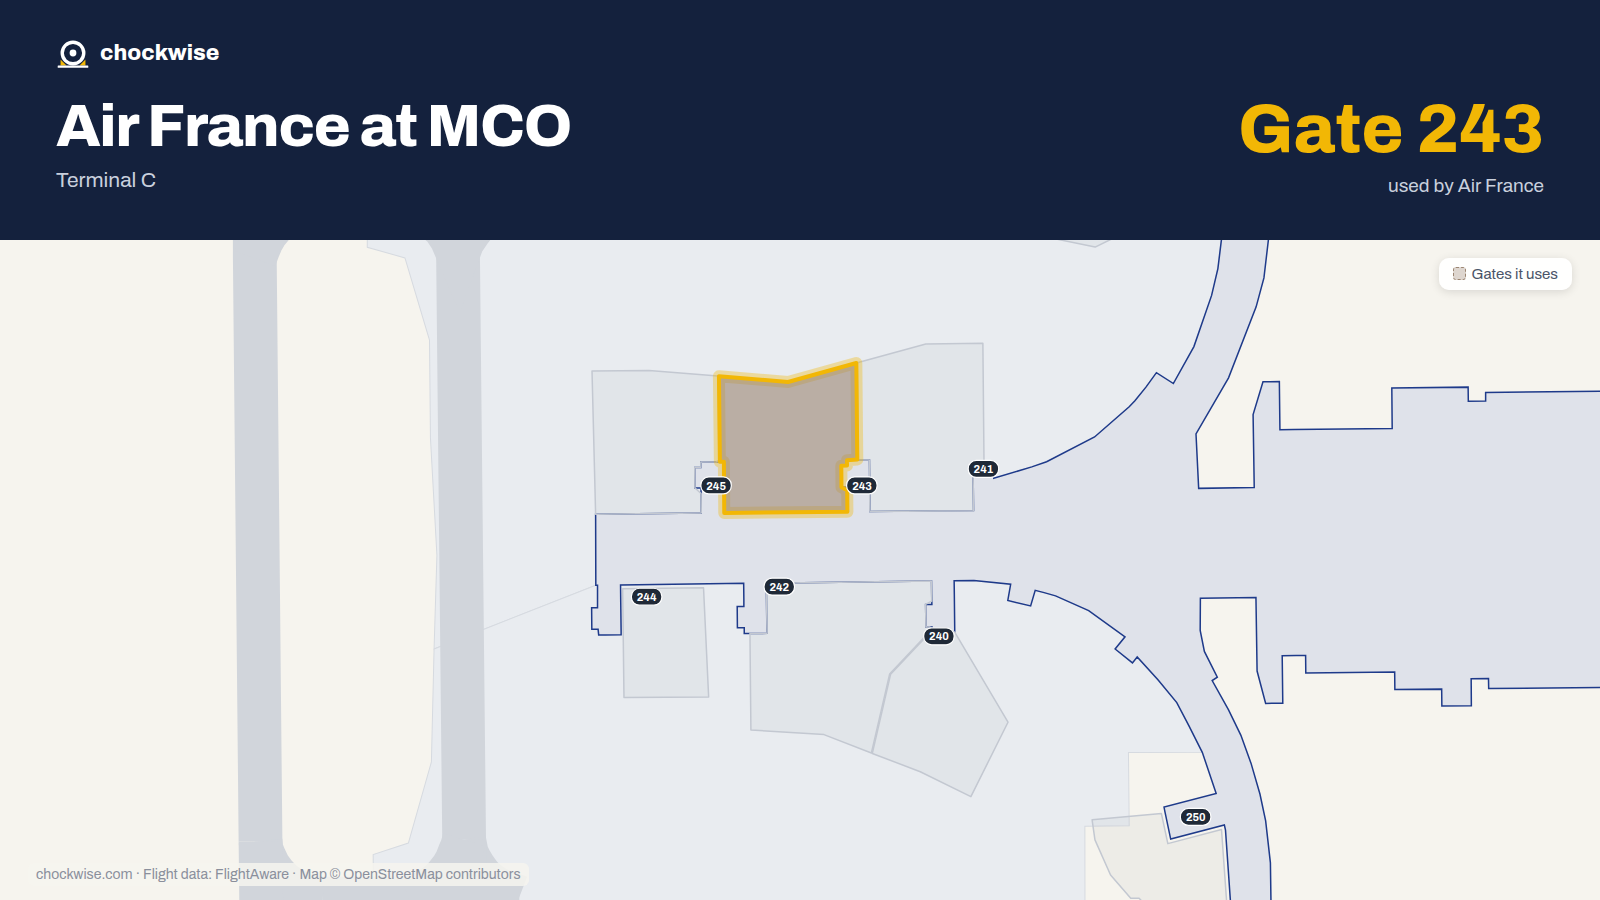 chockwise
Air France at MCO
Terminal C
Gate 243
used by Air France
Gates it uses
241
245
243
242
244
240
250
chockwise.com · Flight data: FlightAware · Map © OpenStreetMap contributors